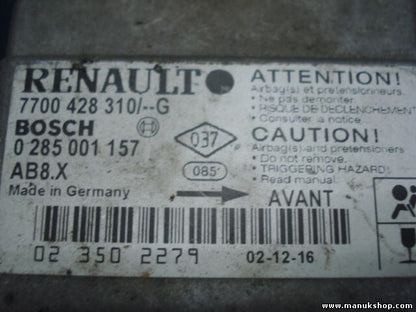 RENAULT
7700 428 310/--G
BOSCH
0 285 001 157
AB8.X
Made in Germany
037
085
AVANT
02 350 2279
02-12-16
ATTENTION!
Airbag(s) et pretensionneurs.
• Ne pas demonter.
• RISQUE DE DECLENCHEMENT
• Consulter la notice.
CAUTION!
Airbag(s) and pretensioners
• Do not remove.
• TRIGGERING HAZARD!
• Read manual.
www.manukshop.com